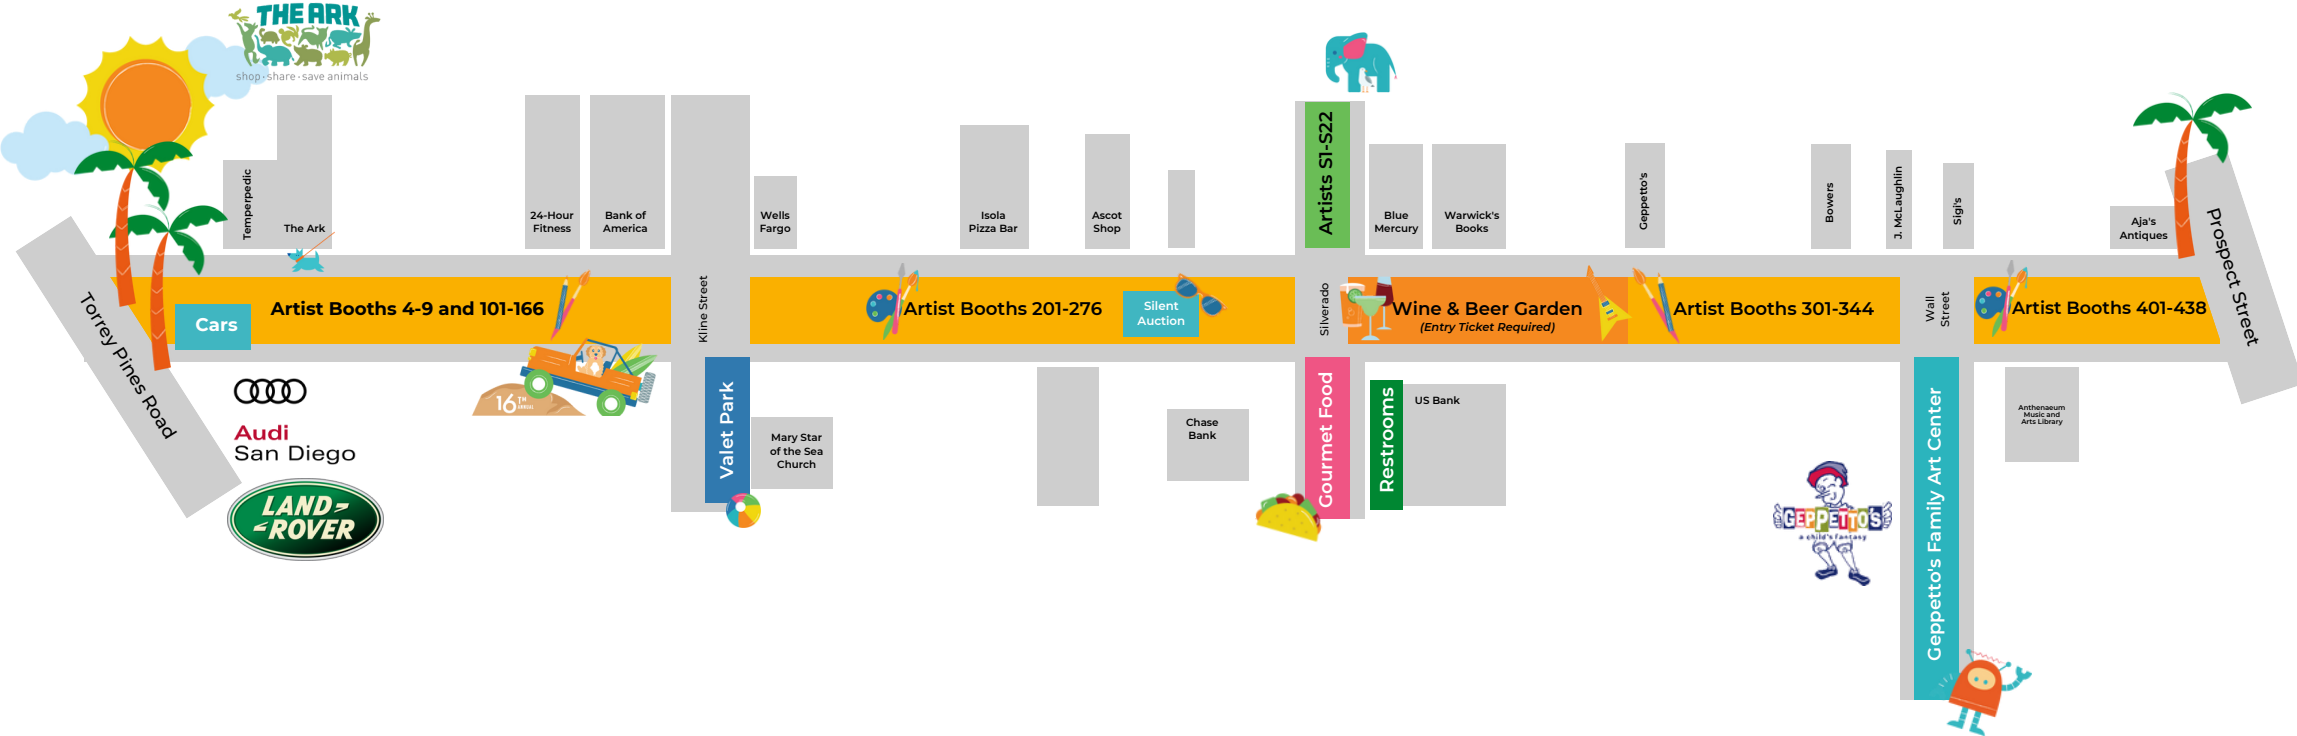 THE ARK
shop · share · save animals
Temperpedic
The Ark
24-Hour
Fitness
Bank of
America
Wells
Fargo
Isola
Pizza Bar
Ascot
Shop
Artists S1-S22
Blue
Mercury
Warwick's
Books
Geppetto's
Bowers
J. McLaughlin
Sigi's
Aja's
Antiques
Prospect Street
Torrey Pines Road
Cars
Artist Booths 4-9 and 101-166
Kline Street
Artist Booths 201-276
Silent
Auction
Silverado
Wine & Beer Garden
(Entry Ticket Required)
Artist Booths 301-344
Wall
Street
Artist Booths 401-438
Audi
San Diego
LAND
ROVER
16TH
ANNUAL
Valet Park
Mary Star
of the Sea
Church
Chase
Bank
Gourmet Food
Restrooms
US Bank
GEPPETTO'S
a child's fantasy
Geppetto's Family Art Center
Anthenaeum
Music and
Arts Library